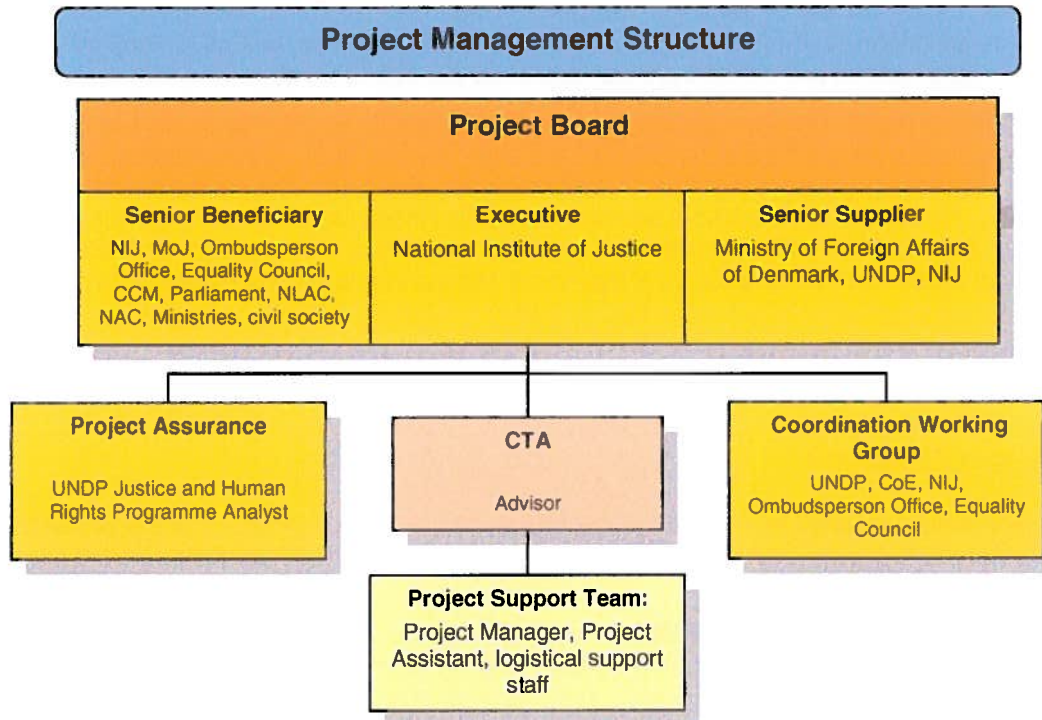 Project Management Structure
Project Board
Senior Beneficiary
NIJ, MoJ, Ombudsperson
Office, Equality Council,
CCM, Parliament, NLAC,
NAC, Ministries, civil society
Executive
National Institute of Justice
Senior Supplier
Ministry of Foreign Affairs
of Denmark, UNDP, NIJ
Project Assurance
UNDP Justice and Human
Rights Programme Analyst
CTA
Advisor
Coordination Working
Group
UNDP, CoE, NIJ,
Ombudsperson Office, Equality
Council
Project Support Team:
Project Manager, Project
Assistant, logistical support
staff